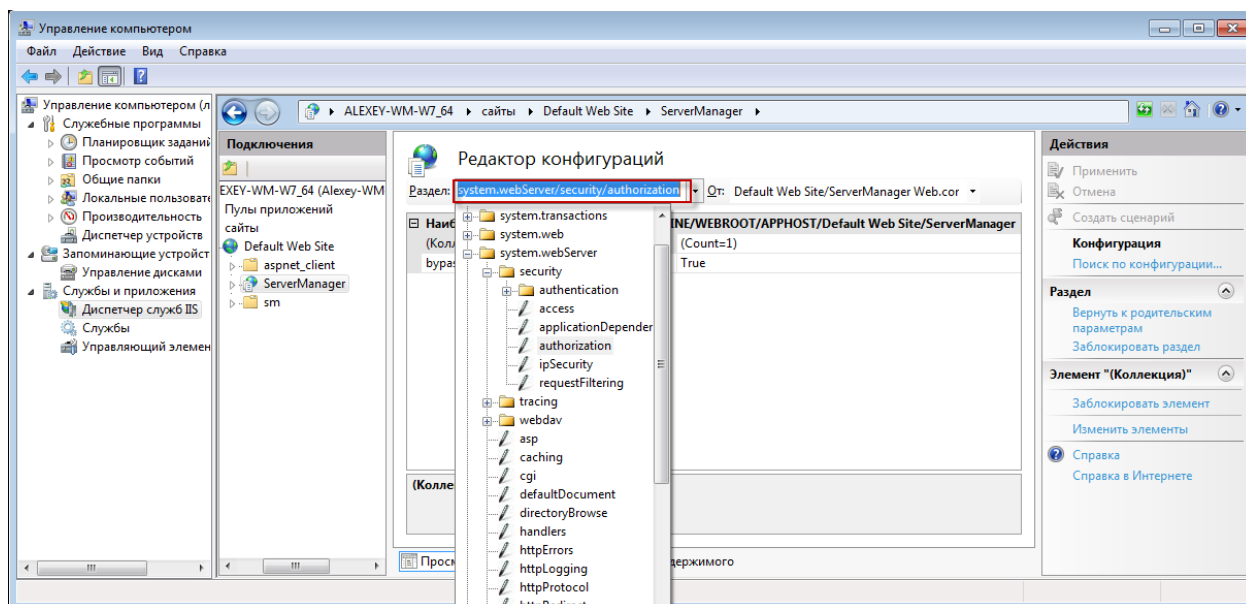 Управление компьютером
Файл Действие Вид Справка
Управление компьютером (л
Служебные программы
Планировщик заданий
Просмотр событий
Общие папки
Локальные пользовате
Производительность
Диспетчер устройств
Запоминающие устройст
Управление дисками
Службы и приложения
Диспетчер служб IIS
Службы
Управляющий элемен
ALEXEY-WM-W7_64 сайты Default Web Site ServerManager
Подключения
EXEY-WM-W7_64 (Alexey-WM
Пулы приложений
сайты
Default Web Site
aspnet_client
ServerManager
sm
Редактор конфигураций
Раздел: system.webServer/security/authorization От: Default Web Site/ServerManager Web.cor
Наиб INE/WEBROOT/APPHOST/Default Web Site/ServerManager
(Колл (Count=1)
bypas True
system.transactions
system.web
system.webServer
security
authentication
access
applicationDepender
authorization
ipSecurity
requestFiltering
tracing
webdav
asp
caching
cgi
defaultDocument
directoryBrowse
handlers
httpErrors
httpLogging
httpProtocol
httpRedirect
(Колле
Просм держимого
Действия
Применить
Отмена
Создать сценарий
Конфигурация
Поиск по конфигурации...
Раздел
Вернуть к родительским
параметрам
Заблокировать раздел
Элемент "(Коллекция)"
Заблокировать элемент
Изменить элементы
Справка
Справка в Интернете